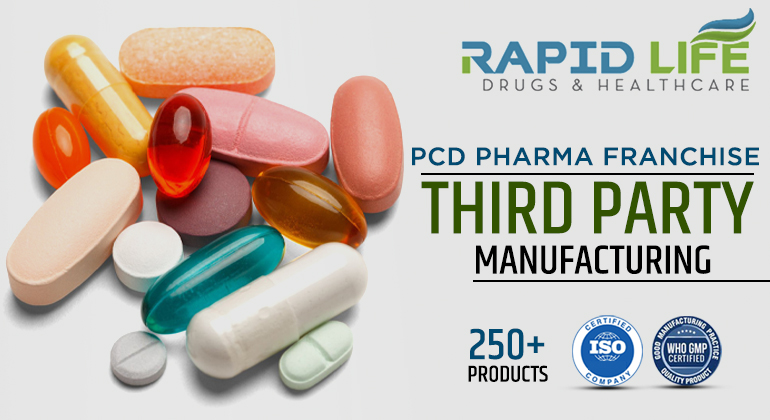 RAPID LIFE
DRUGS & HEALTHCARE
PCD PHARMA FRANCHISE
THIRD PARTY
MANUFACTURING
250+
PRODUCTS
CERTIFIED
ISO
COMPANY
GOOD MANUFACTURING PRACTICE
WHO GMP
CERTIFIED
QUALITY PRODUCT